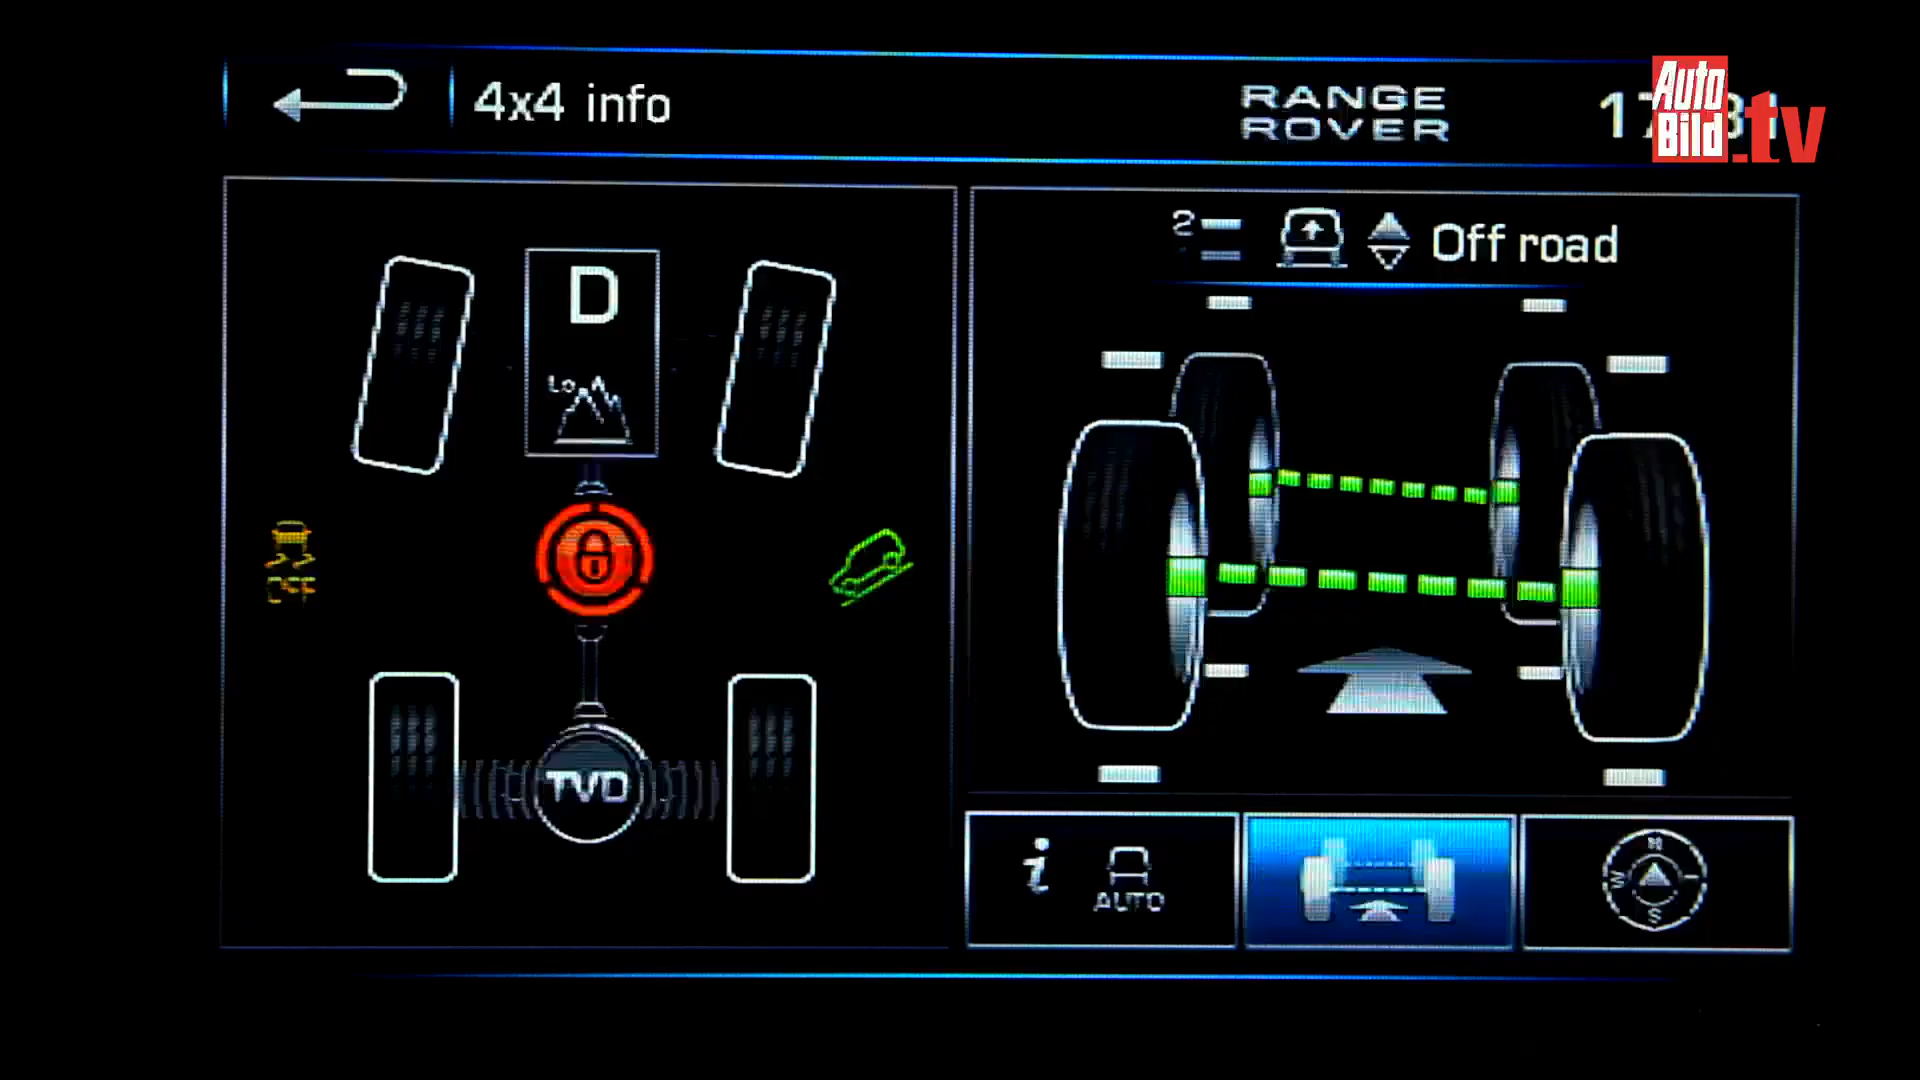 4x4 info
RANGE
ROVER
Auto
Bild
.tv
2
Off road
D
Lo
TVD
i
AUTO
N
W
S